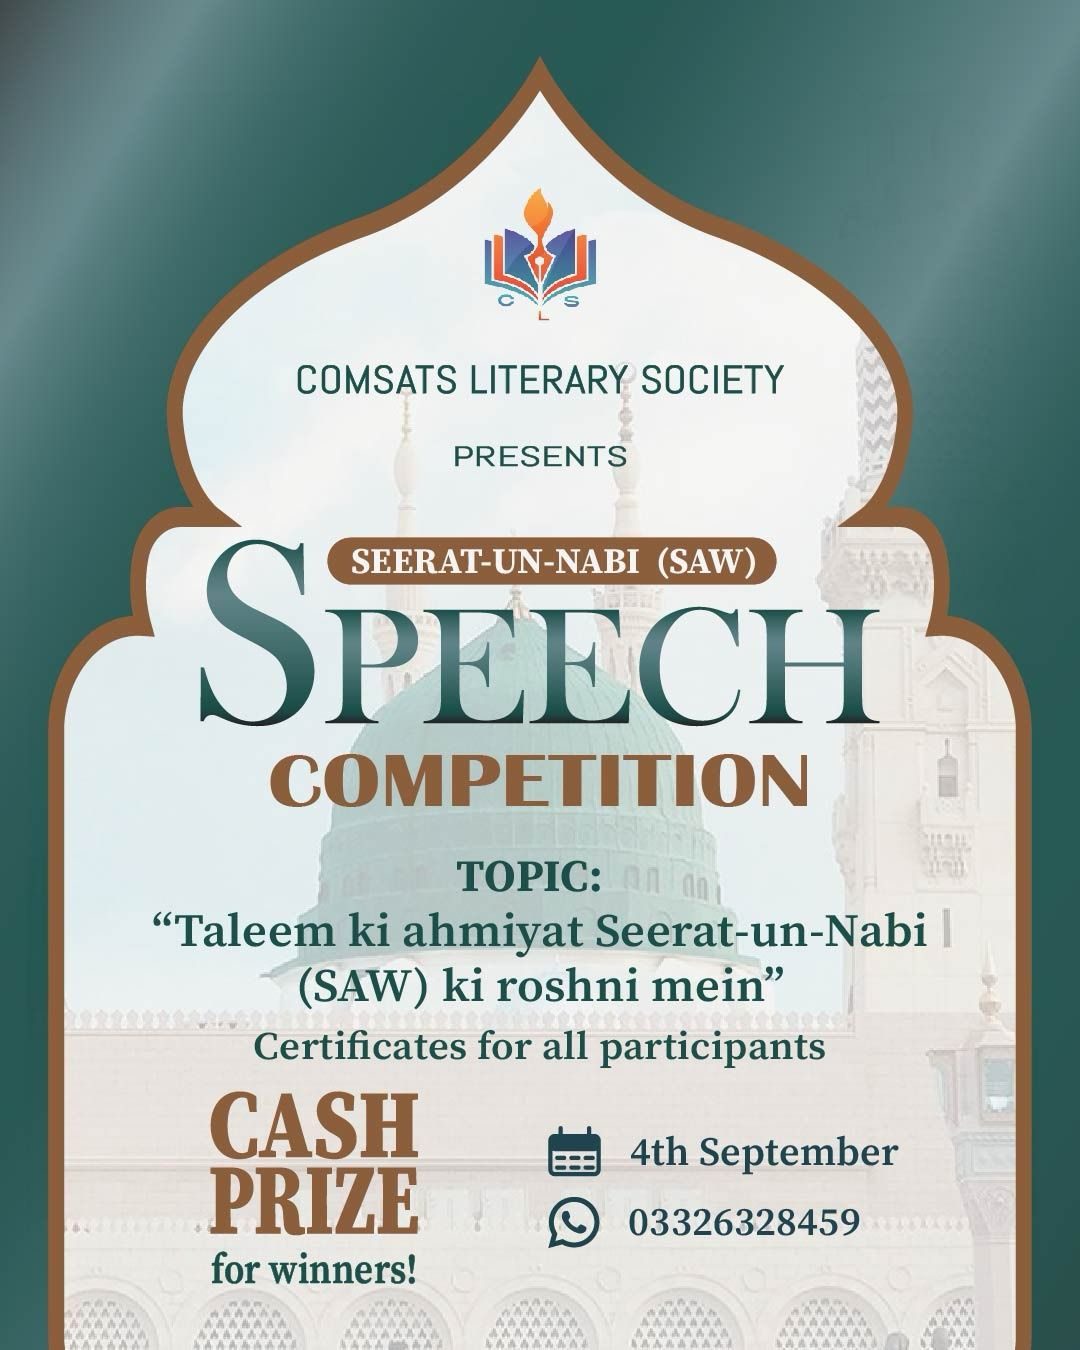 C L S
COMSATS LITERARY SOCIETY
PRESENTS
SEERAT-UN-NABI (SAW)
SPEECH
COMPETITION
TOPIC:
“Taleem ki ahmiyat Seerat-un-Nabi
(SAW) ki roshni mein”
Certificates for all participants
CASH
PRIZE
for winners!
4th September
03326328459